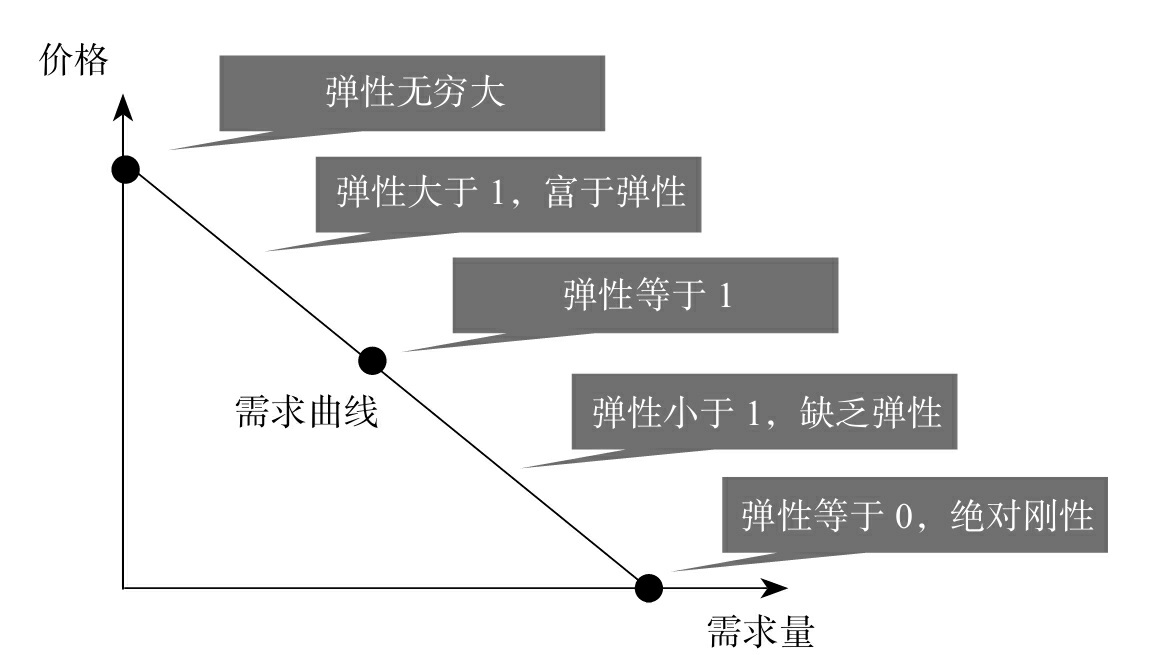 价格
弹性无穷大
弹性大于 1，富于弹性
弹性等于 1
需求曲线
弹性小于 1，缺乏弹性
弹性等于 0，绝对刚性
需求量